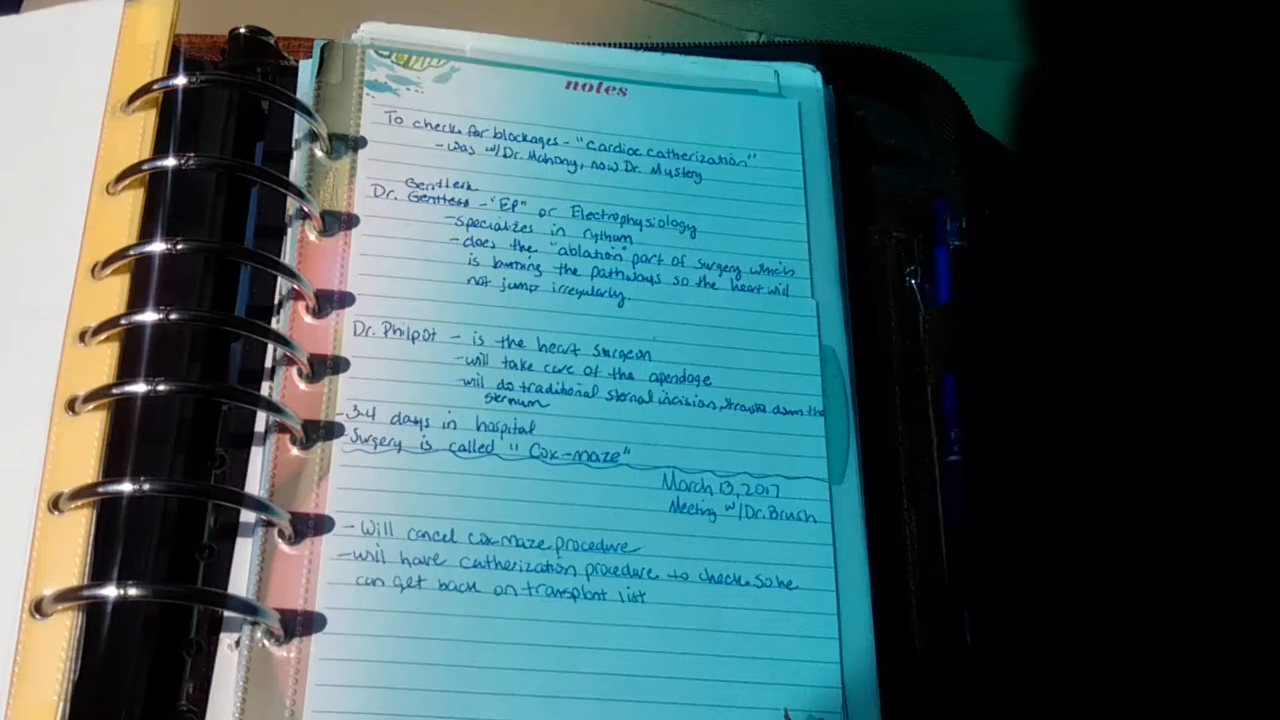 notes
To check for blockages - "Cardiac catherization"
- was w/Dr. Mahony, now Dr. Mystery
Gentlesk
Dr. Gentless - "EP" or Electrophysiology
- specializes in rythum
- does the "ablation" part of surgery which
is burning the pathways so the heart will
not jump irregularly.
Dr. Philpot - is the heart surgeon
- will take care of the apendage
- will do traditional sternal incision, down the
sternum
- 3-4 days in hospital
- Surgery is called "Cox-maze"
March 13, 2017
Meeting w/Dr. Brush
- Will cancel cox-maze procedure
- will have catherization procedure to check so he
can get back on transplant list